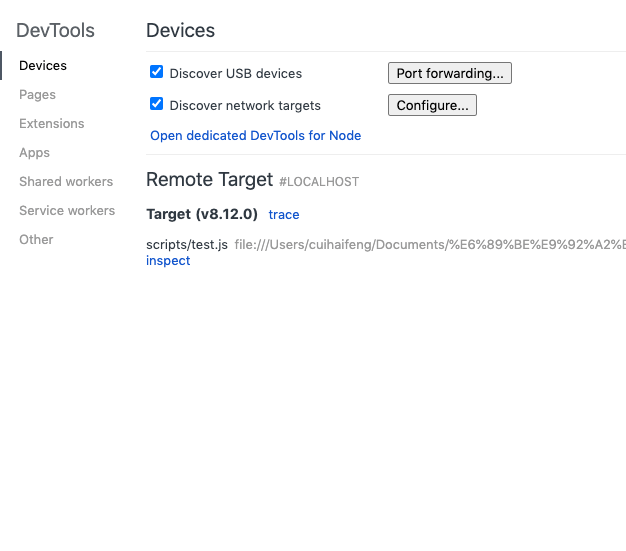 DevTools
Devices
Pages
Extensions
Apps
Shared workers
Service workers
Other
Devices
Discover USB devices Port forwarding...
Discover network targets Configure...
Open dedicated DevTools for Node
Remote Target #LOCALHOST
Target (v8.12.0) trace
scripts/test.js file:///Users/cuihaifeng/Documents/%E6%89%BE%E9%92%A2%E
inspect